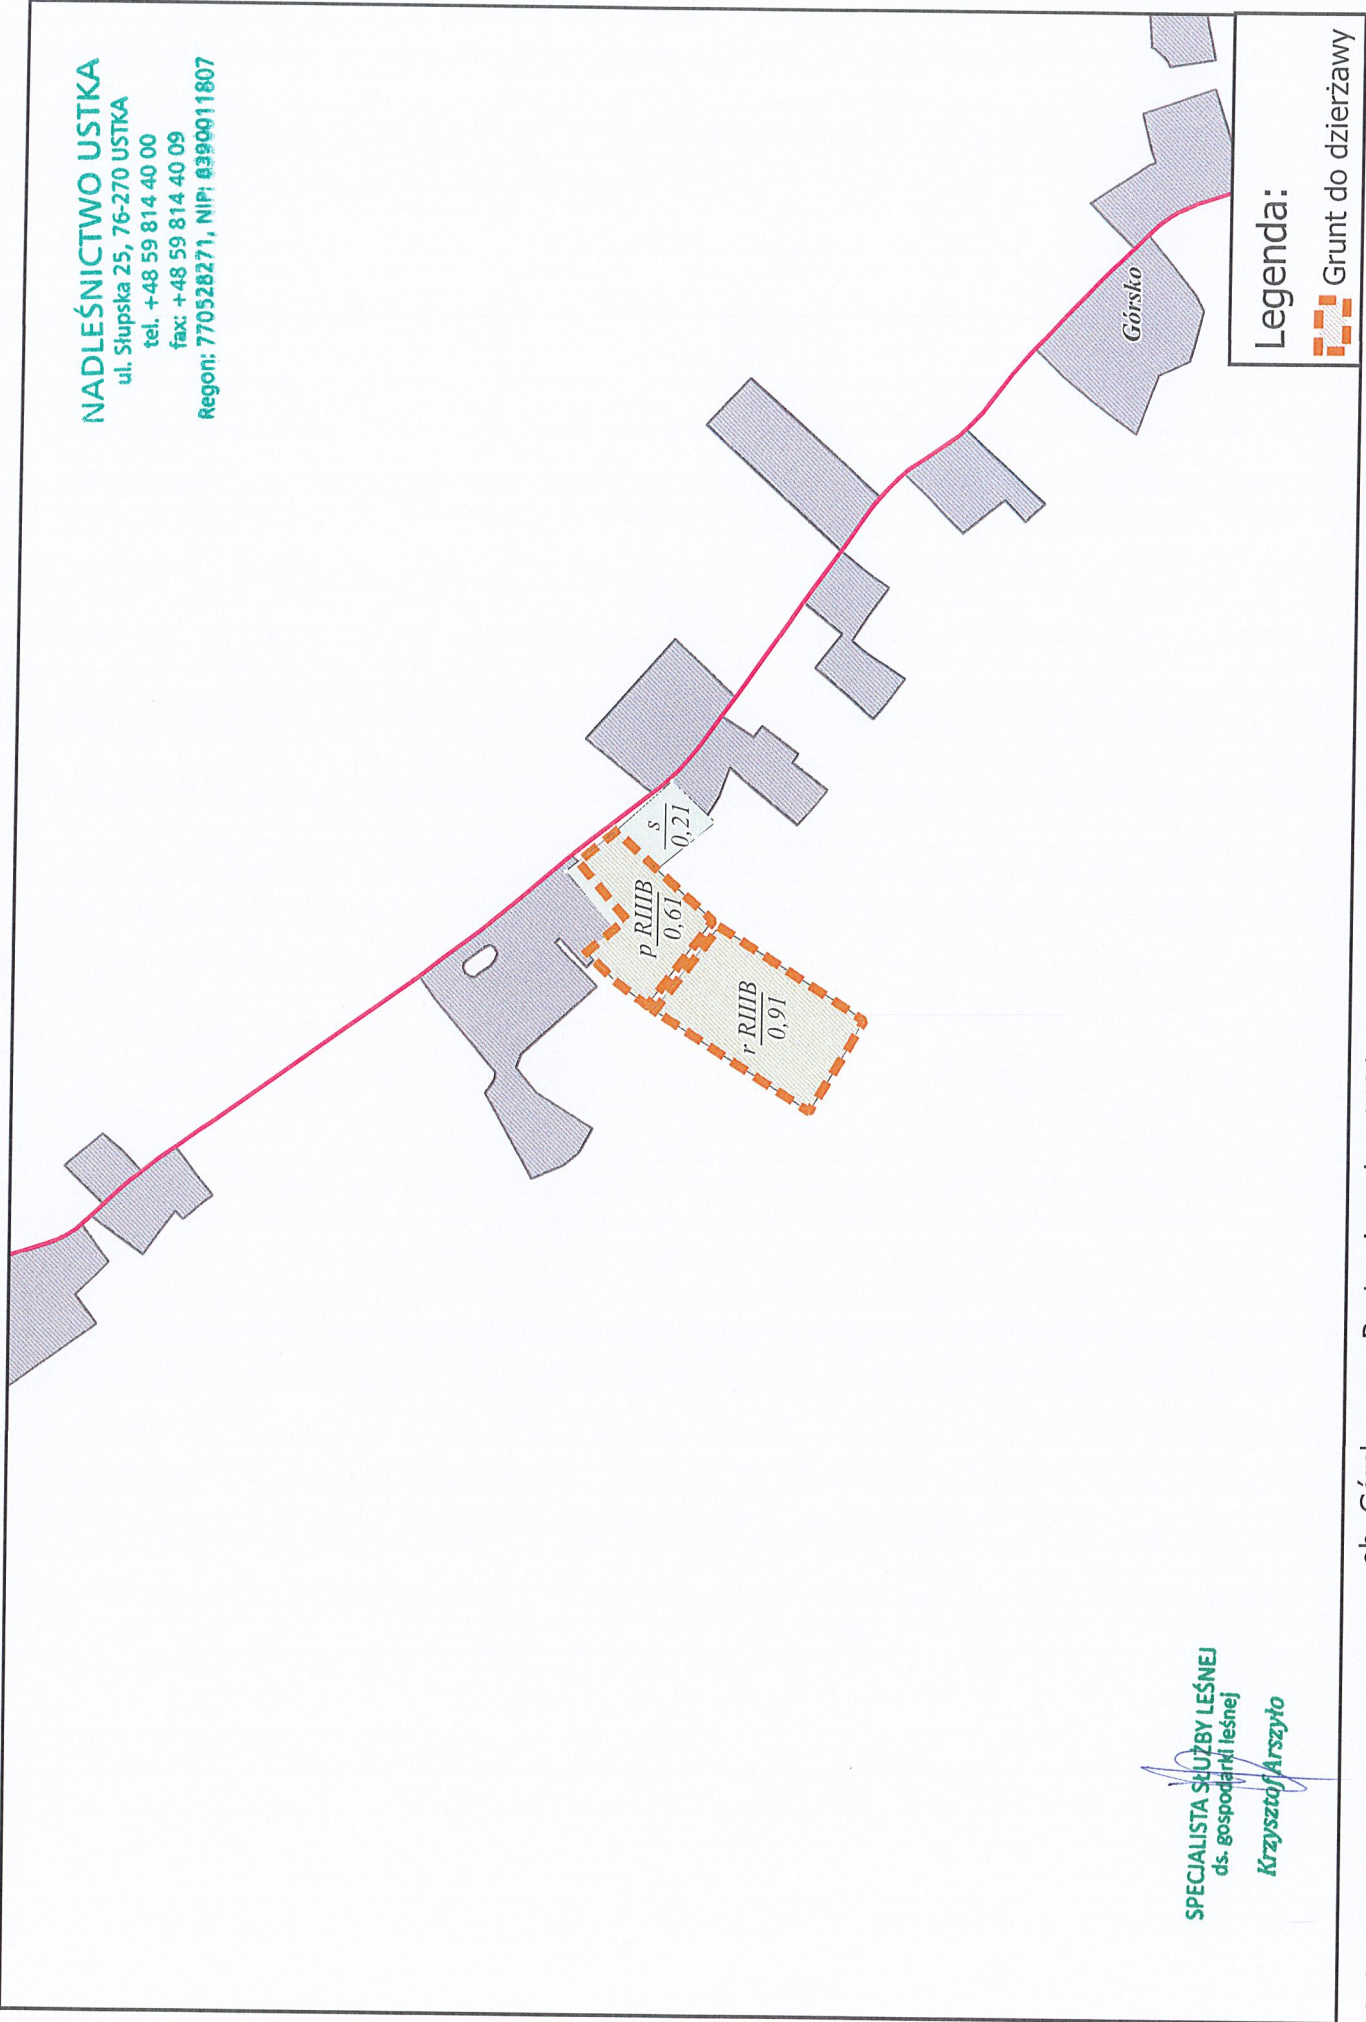 NADLEŚNICTWO USTKA
ul. Słupska 25, 76-270 USTKA
tel. +48 59 814 40 00
fax: +48 59 814 40 09
Regon: 770528271, NIP: 8390011807
Górsko
s
0,21
p RIIIB
0,61
r RIIIB
0,91
Legenda:
Grunt do dzierżawy
SPECJALISTA SŁUŻBY LEŚNEJ
ds. gospodarki leśnej
Krzysztof Arszyło